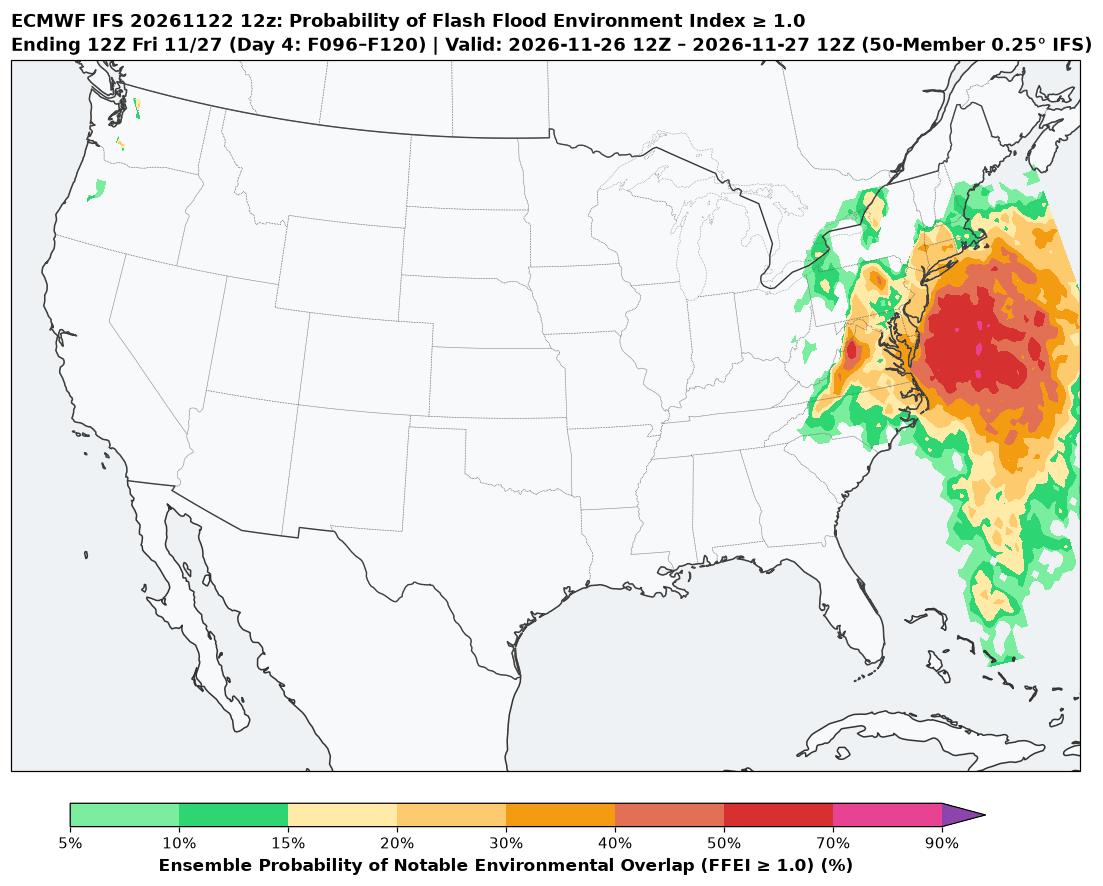 ECMWF IFS 20261122 12z: Probability of Flash Flood Environment Index ≥ 1.0
Ending 12Z Fri 11/27 (Day 4: F096–F120) | Valid: 2026-11-26 12Z – 2026-11-27 12Z (50-Member 0.25° IFS)
5% 10% 15% 20% 30% 40% 50% 70% 90%
Ensemble Probability of Notable Environmental Overlap (FFEI ≥ 1.0) (%)